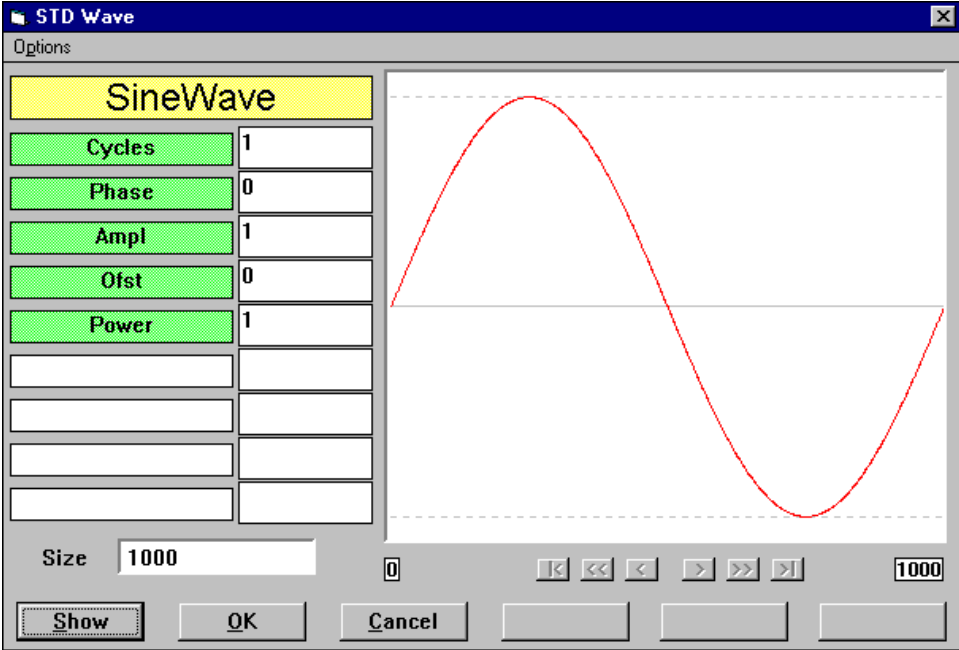 STD Wave
Options
SineWave
Cycles 1
Phase 0
Ampl 1
Ofst 0
Power 1
Size 1000
0 |< << < > >> >| 1000
Show OK Cancel